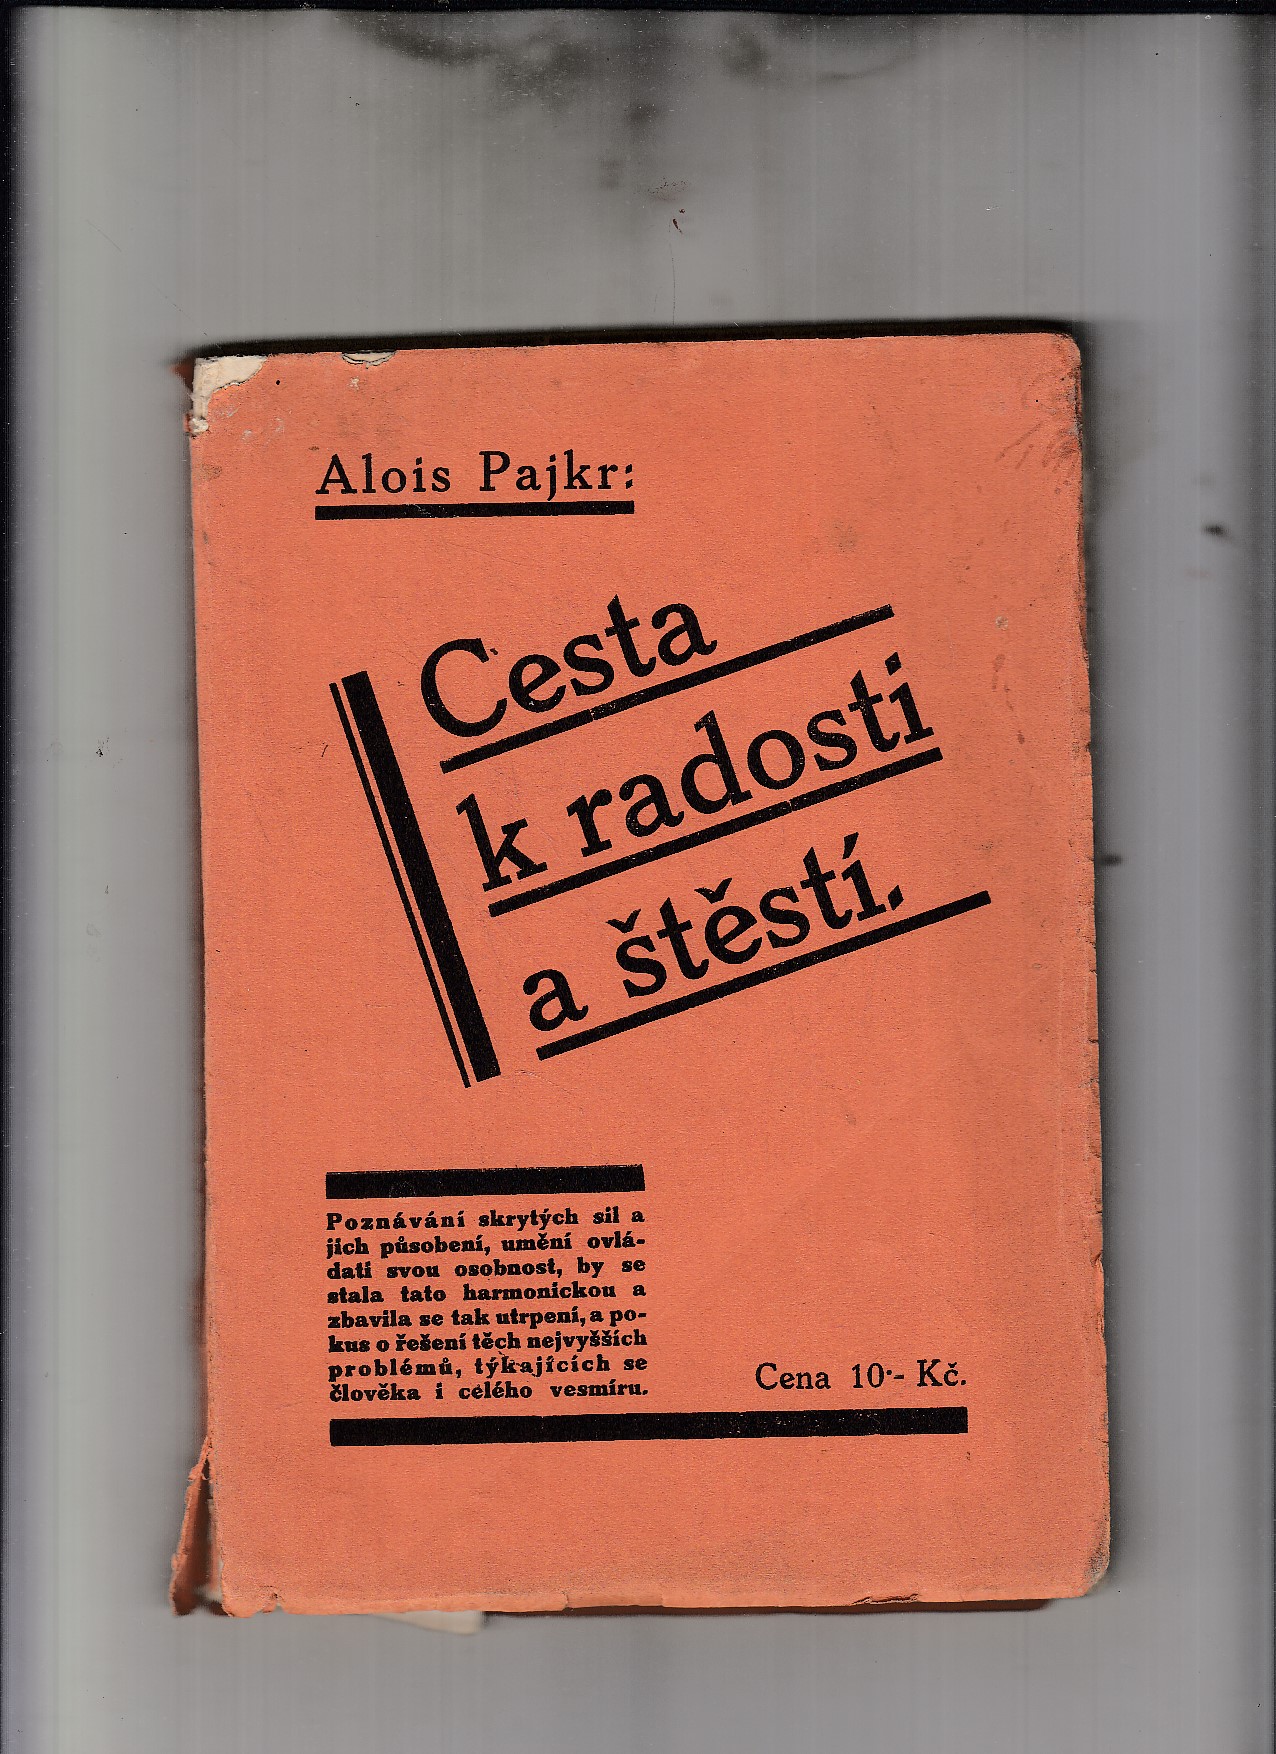 Alois Pajkr:
Cesta
k radosti
a štěstí.
Poznávání skrytých sil a
jich působení, umění ovlá-
dati svou osobnost, by se
stala tato harmonickou a
zbavila se tak utrpení, a po-
kus o řešení těch nejvyšších
problémů, týkajících se
člověka i celého vesmíru.
Cena 10·- Kč.